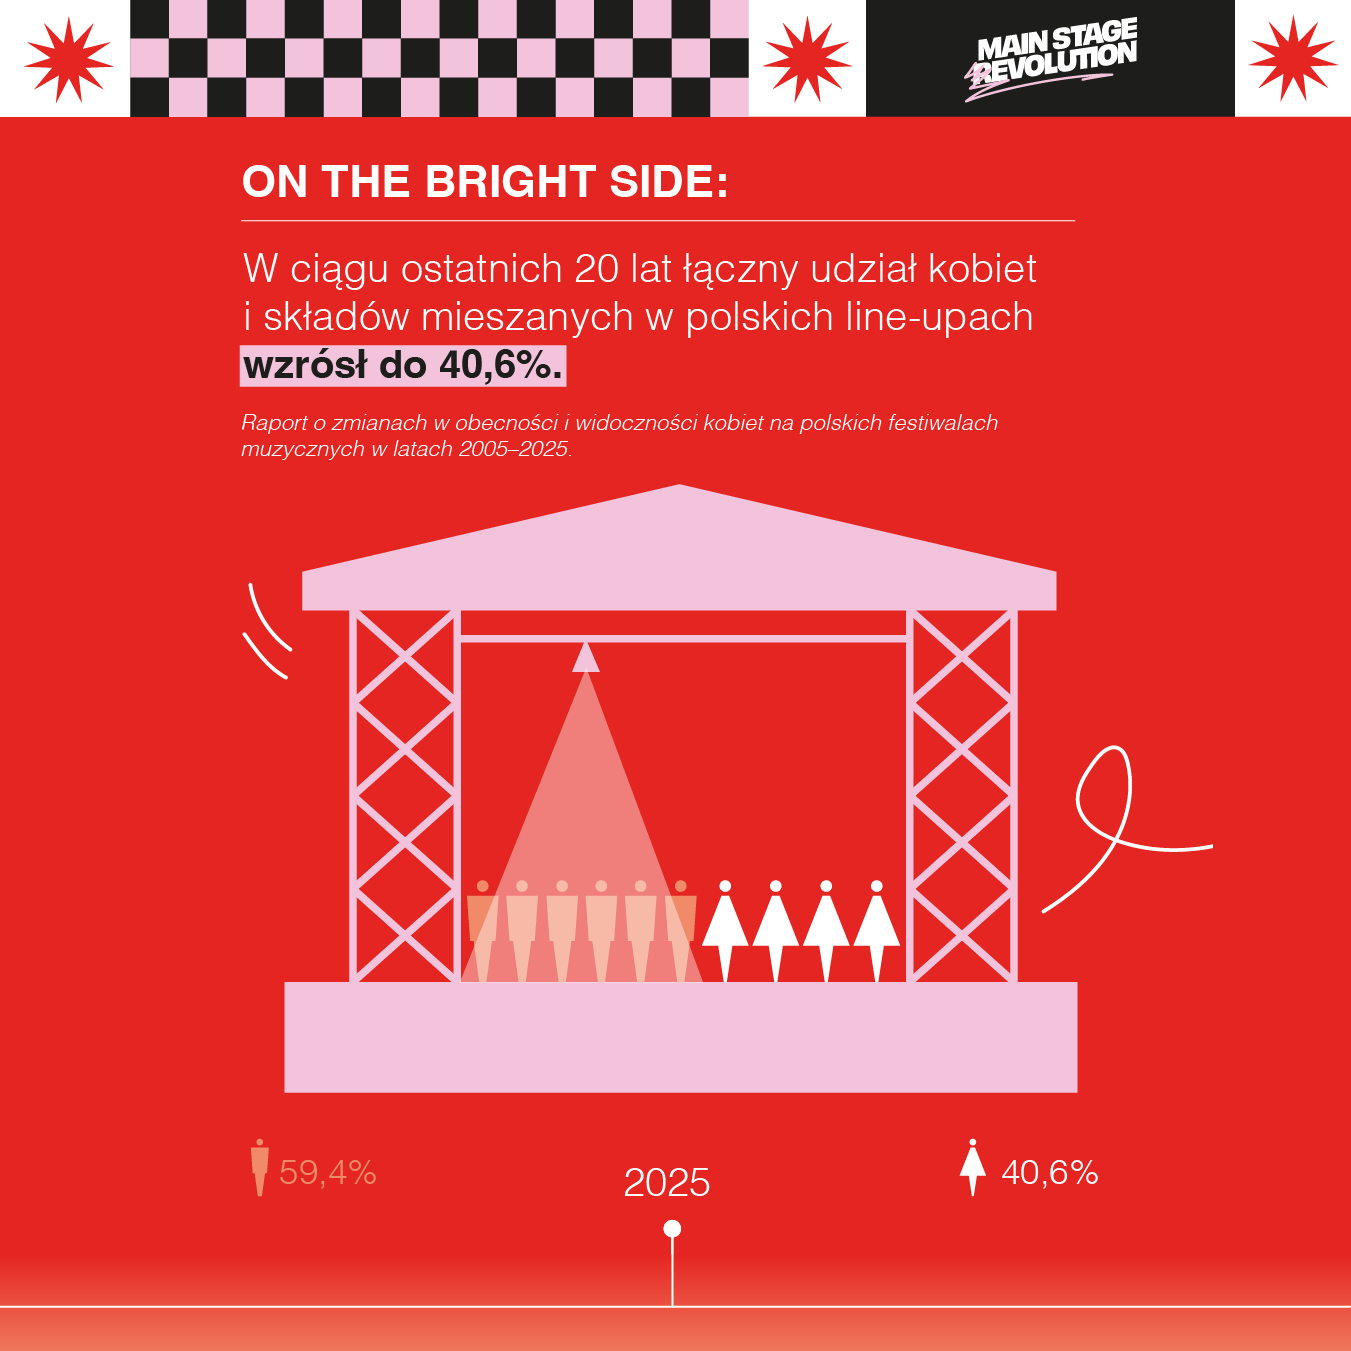 MAIN STAGE
REVOLUTION
ON THE BRIGHT SIDE:
W ciągu ostatnich 20 lat łączny udział kobiet
i składów mieszanych w polskich line-upach
wzrósł do 40,6%.
Raport o zmianach w obecności i widoczności kobiet na polskich festiwalach
muzycznych w latach 2005–2025.
59,4%
2025
40,6%